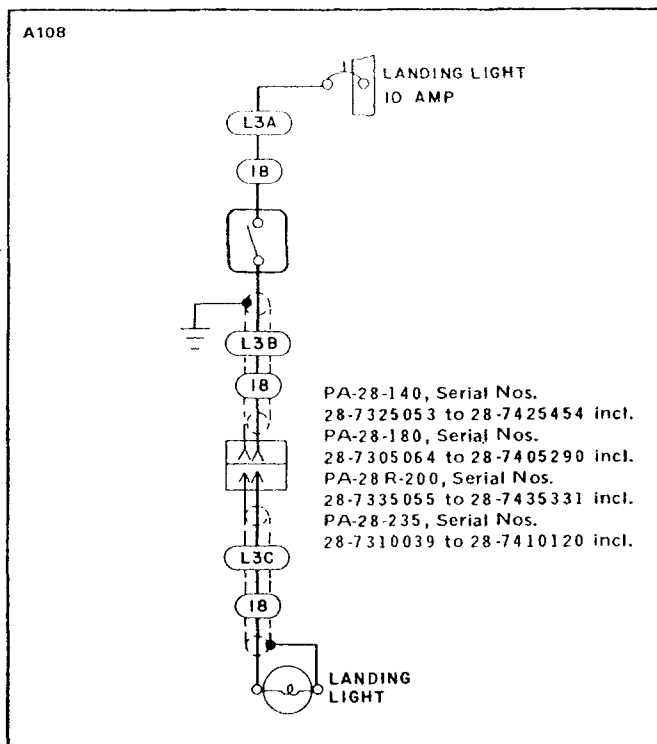 A108
LANDING LIGHT
10 AMP
L3A
18
L3B
18
PA-28-140, Serial Nos.
28-7325053 to 28-7425454 incl.
PA-28-180, Serial Nos.
28-7305064 to 28-7405290 incl.
PA-28 R-200, Serial Nos.
28-7335055 to 28-7435331 incl.
PA-28-235, Serial Nos.
28-7310039 to 28-7410120 incl.
L3C
18
LANDING
LIGHT